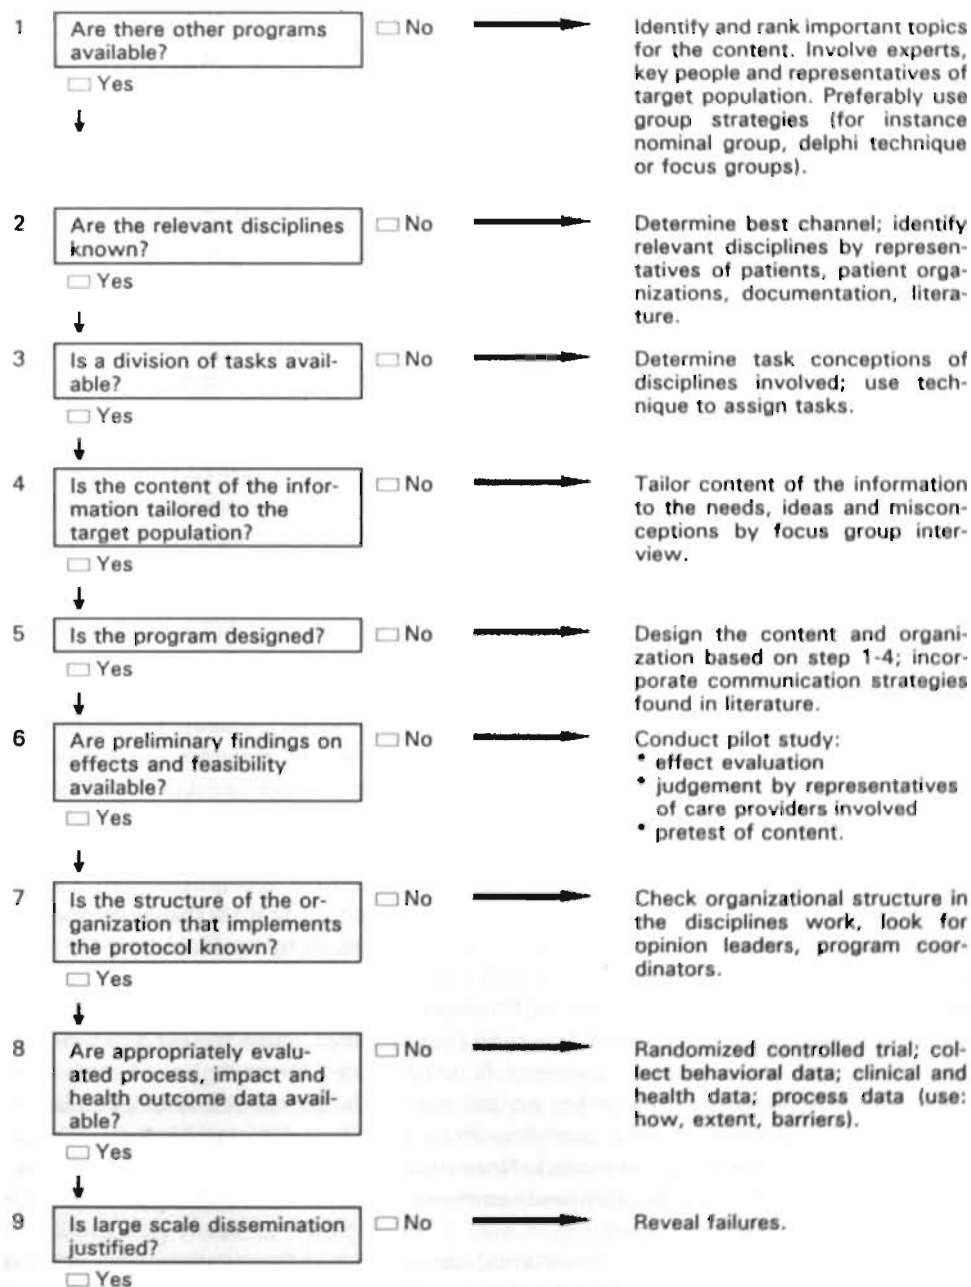 1 Are there other programs ☐ No Identify and rank important topics
available? for the content. Involve experts,
☐ Yes key people and representatives of
target population. Preferably use
group strategies (for instance
nominal group, delphi technique
or focus groups).
2 Are the relevant disciplines ☐ No Determine best channel; identify
known? relevant disciplines by represen-
☐ Yes tatives of patients, patient orga-
nizations, documentation, litera-
ture.
3 Is a division of tasks avail- ☐ No Determine task conceptions of
able? disciplines involved; use tech-
☐ Yes nique to assign tasks.
4 Is the content of the infor- ☐ No Tailor content of the information
mation tailored to the to the needs, ideas and miscon-
target population? ceptions by focus group inter-
☐ Yes view.
5 Is the program designed? ☐ No Design the content and organi-
☐ Yes zation based on step 1-4; incor-
porate communication strategies
found in literature.
6 Are preliminary findings on ☐ No Conduct pilot study:
effects and feasibility • effect evaluation
available? • judgement by representatives
☐ Yes of care providers involved
• pretest of content.
7 Is the structure of the or- ☐ No Check organizational structure in
ganization that implements the disciplines work, look for
the protocol known? opinion leaders, program coor-
☐ Yes dinators.
8 Are appropriately evalu- ☐ No Randomized controlled trial; col-
ated process, impact and lect behavioral data; clinical and
health outcome data avail- health data; process data (use:
able? how, extent, barriers).
☐ Yes
9 Is large scale dissemination ☐ No Reveal failures.
justified?
☐ Yes